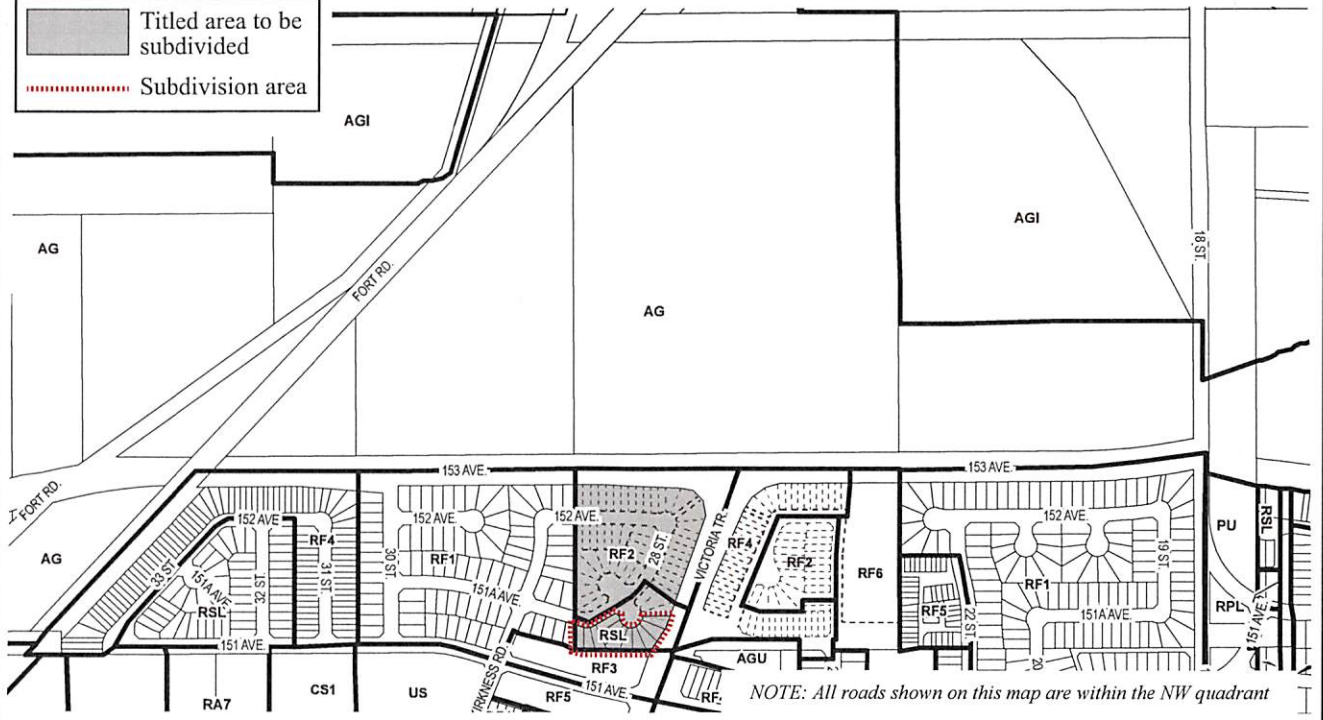 Titled area to be
subdivided
Subdivision area
AGI
AG
AGI
18 ST.
FORT RD.
AG
FORT RD.
153 AVE.
153 AVE.
AG
152 AVE
152 AVE.
152 AVE.
152 AVE.
RF4
RF1
RF2
28 ST.
VICTORIA TR.
RF4
RF2
RF6
RF5
22 ST.
RF1
19 ST.
PU
RSL
33 ST.
151A AVE
RSL
32 ST.
31 ST.
30 ST.
151A AVE.
RSL
151A AVE.
20
RPL
151 AVE.
151 AVE.
RA7
CS1
US
RF3
RF5
151 AVE.
AGU
NOTE: All roads shown on this map are within the NW quadrant